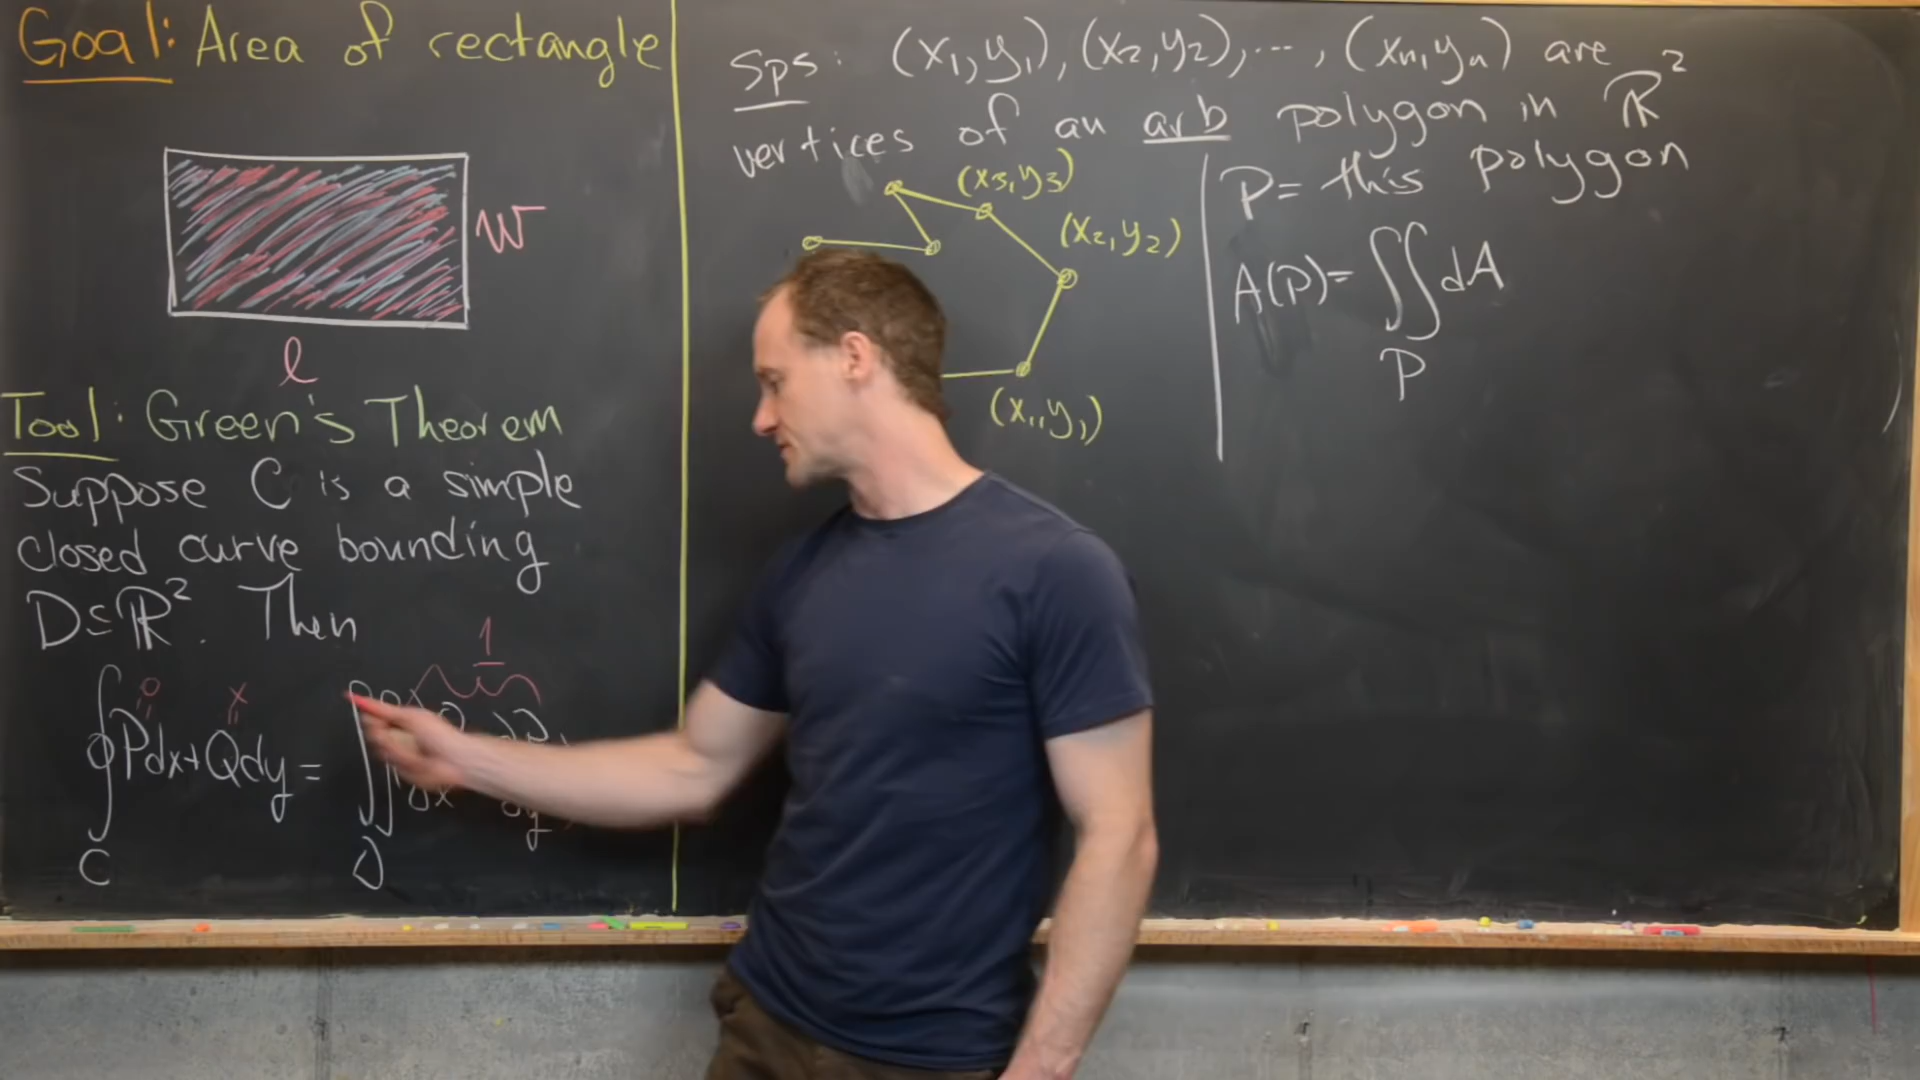 Goal: Area of rectangle
w
l
Tool: Green's Theorem
Suppose C is a simple
closed curve bounding
D ⊆ ℝ². Then
0 x 1
∮ Pdx + Qdy = ∬
C D
Sps: (x₁,y₁), (x₂,y₂), ..., (xₙ,yₙ) are
vertices of an arb polygon in ℝ²
(x₃,y₃)
(x₂,y₂)
(x₁,y₁)
P = this polygon
A(P) = ∬ dA
P